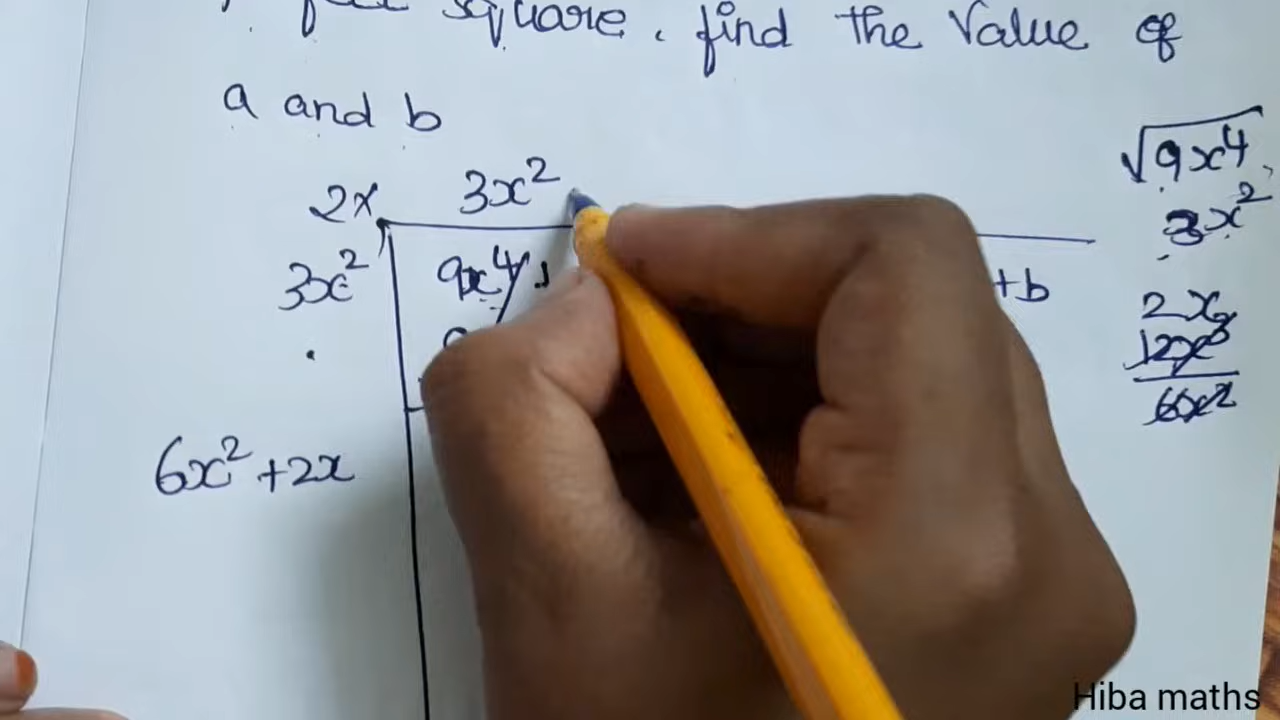 square. find the value of
a and b
2x 3x²
3x² 9x⁴ +b
6x² +2x
√9x⁴
3x²
2x
12x³
6x²
Hiba maths